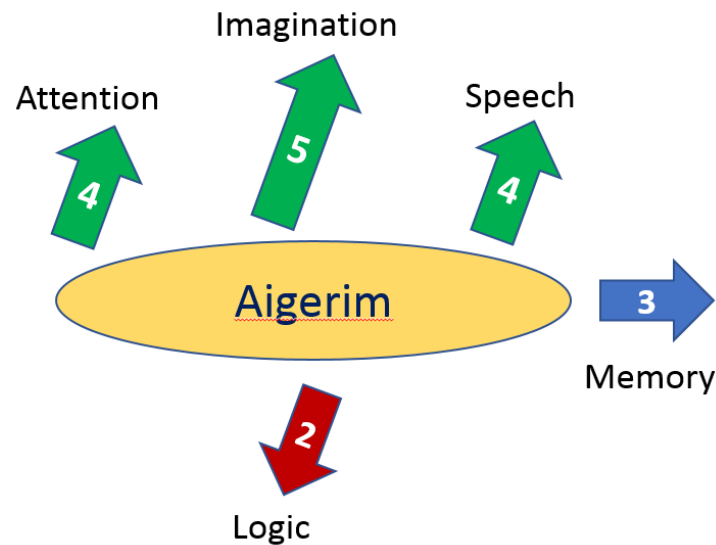 Imagination
Attention
Speech
5
4
4
Aigerim
3
Memory
2
Logic